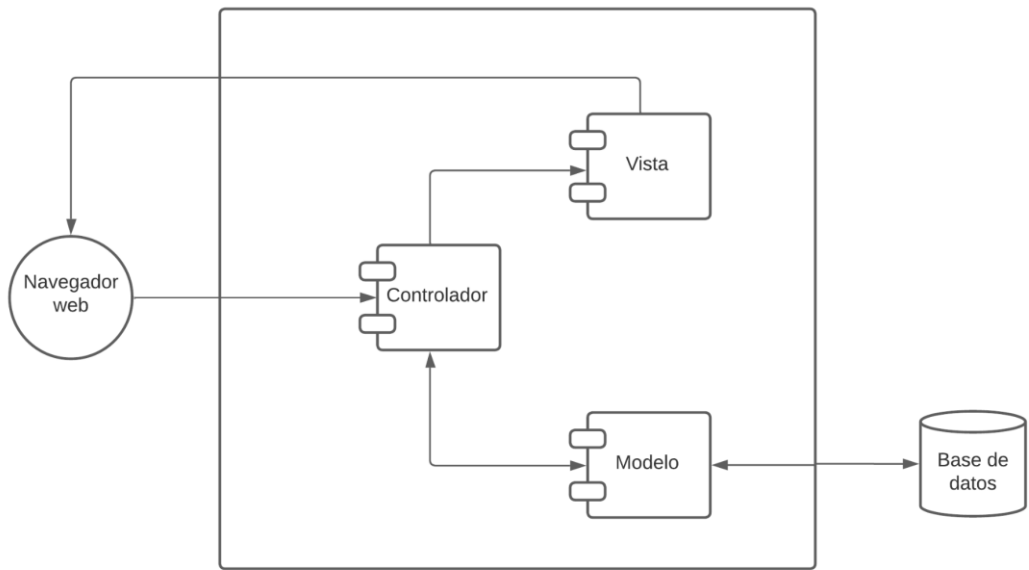 Vista
Navegador
web
Controlador
Modelo
Base de
datos